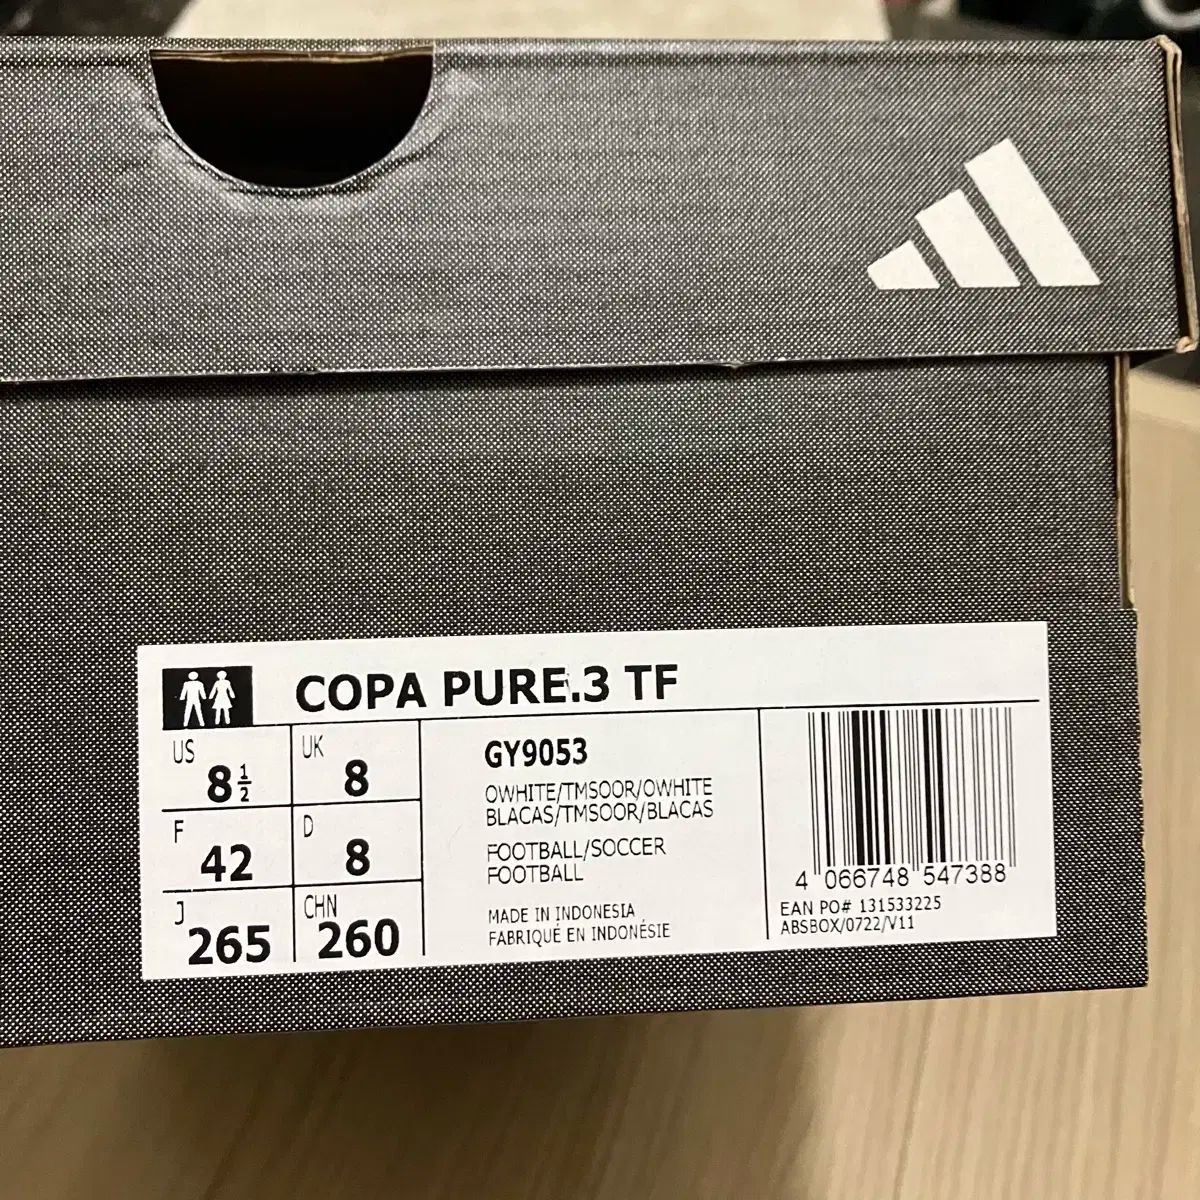 COPA PURE.3 TF
US 8 1/2
UK 8
F 42
D 8
J 265
CHN 260
GY9053
OWHITE/TMSOOR/OWHITE
BLACAS/TMSOOR/BLACAS
FOOTBALL/SOCCER
FOOTBALL
MADE IN INDONESIA
FABRIQUÉ EN INDONÉSIE
4 066748 547388
EAN PO# 131533225
ABSBOX/0722/V11